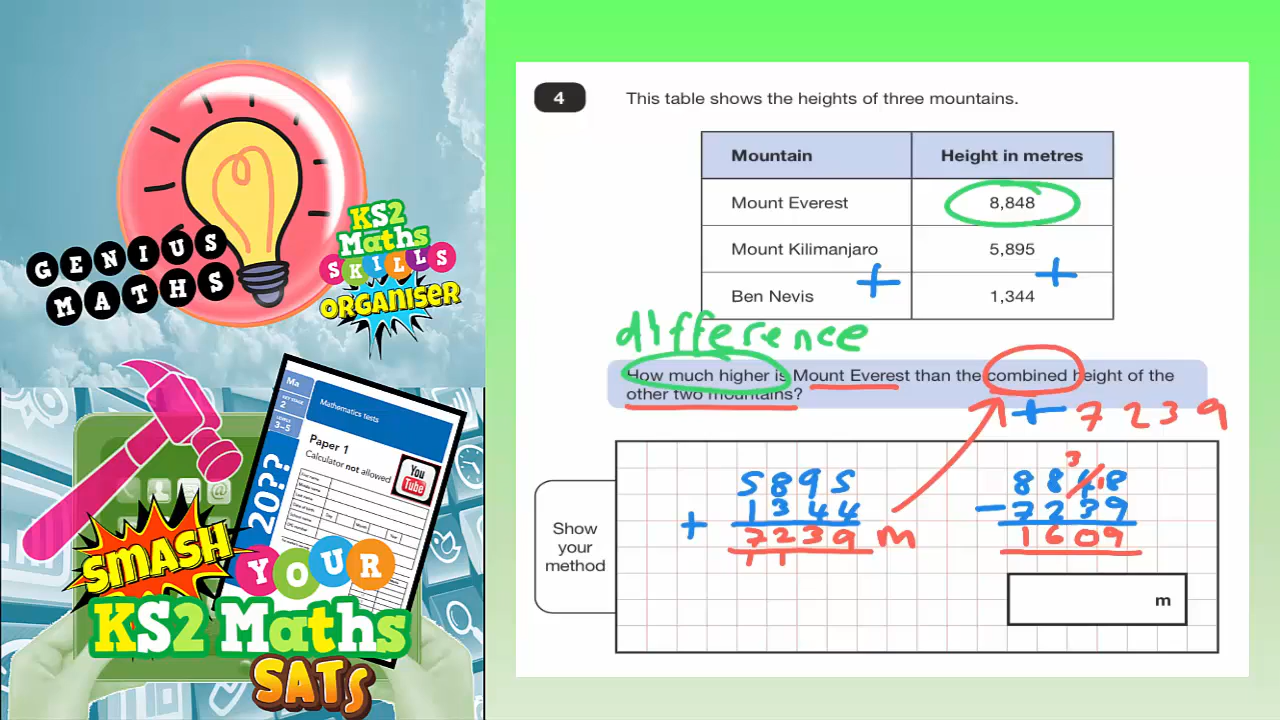 GENIUS
MATHS
KS2
Maths
SKILLS
ORGANISER
Ma
KEY STAGE
2
LEVELS
3–5
Mathematics tests
Paper 1
Calculator not allowed
20??
You
Tube
SMASH
YOUR
KS2 Maths
SATs
4
This table shows the heights of three mountains.
Mountain Height in metres
Mount Everest 8,848
Mount Kilimanjaro 5,895
+ +
Ben Nevis 1,344
difference
How much higher is Mount Everest than the combined height of the
other two mountains?
+ 7239
Show
your
method
5895
+ 1344
7239 m
1 1
3 1
8848
- 7239
1609
m